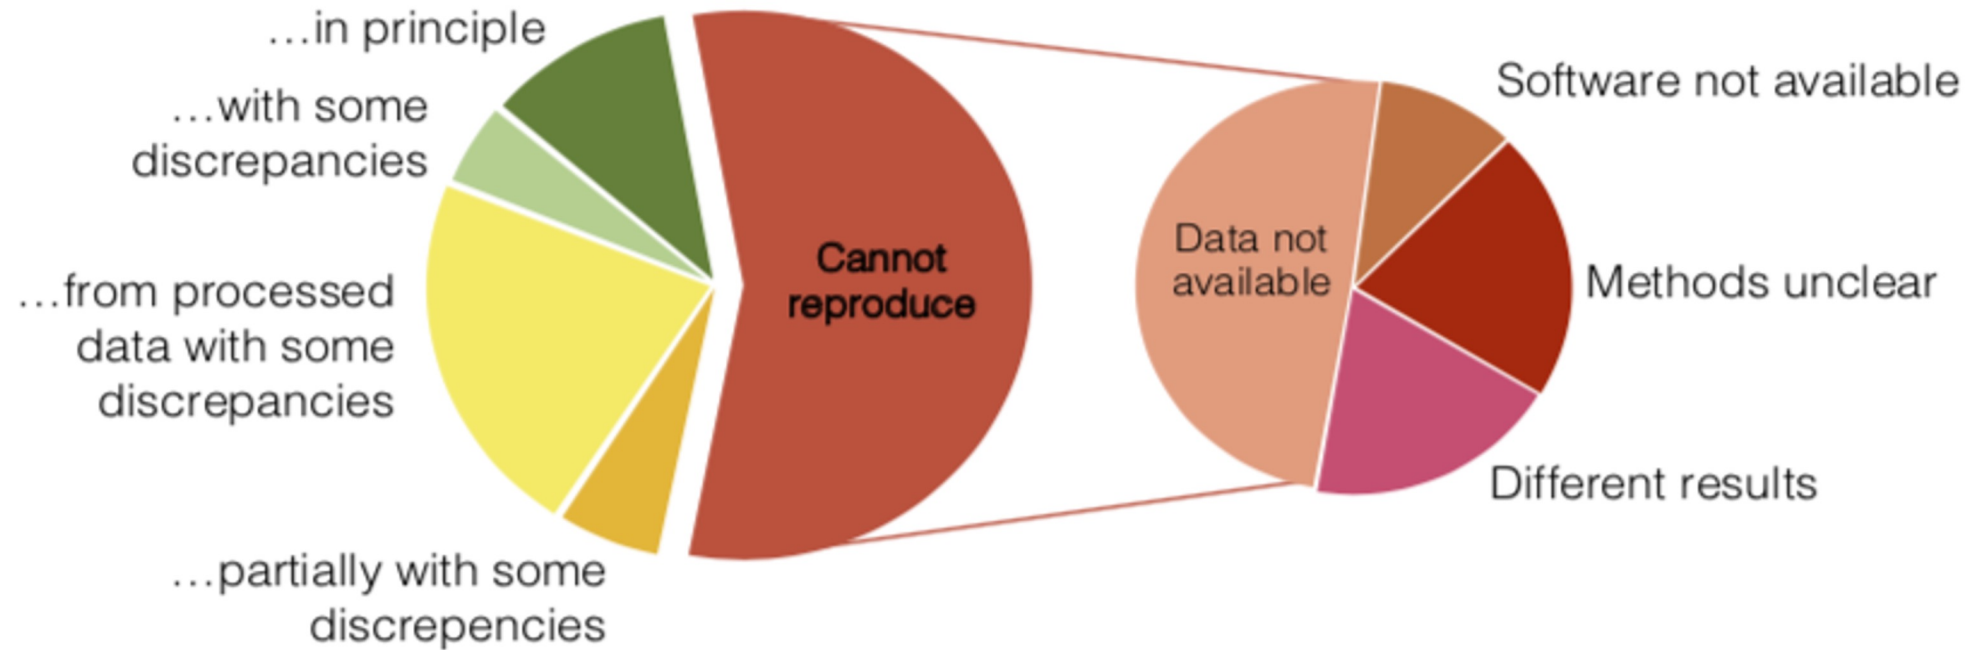 …in principle
…with some
discrepancies
…from processed
data with some
discrepancies
…partially with some
discrepencies
Cannot
reproduce
Data not
available
Software not available
Methods unclear
Different results